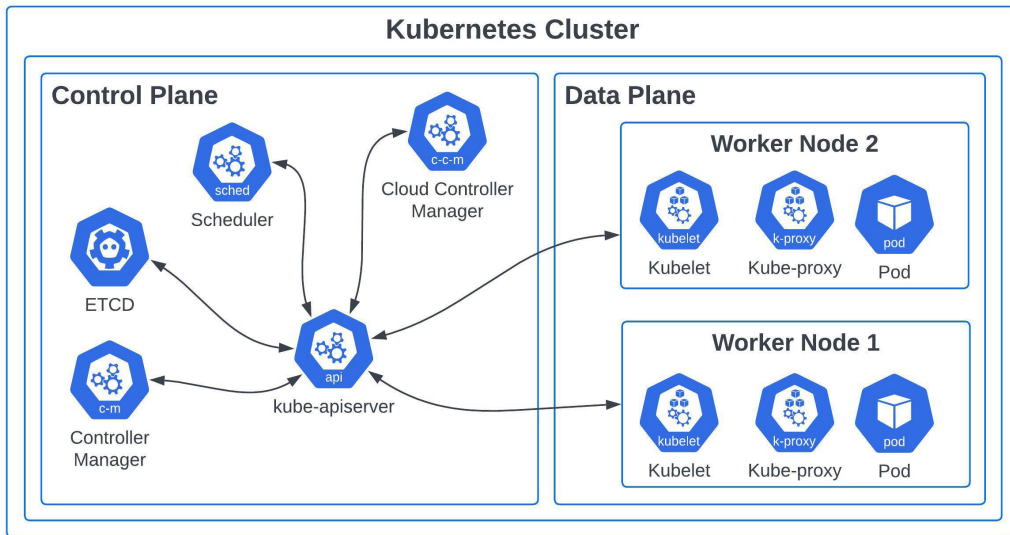 Kubernetes Cluster
Control Plane
sched
Scheduler
c-c-m
Cloud Controller
Manager
ETCD
api
kube-apiserver
c-m
Controller
Manager
Data Plane
Worker Node 2
kubelet
Kubelet
k-proxy
Kube-proxy
pod
Pod
Worker Node 1
kubelet
Kubelet
k-proxy
Kube-proxy
pod
Pod